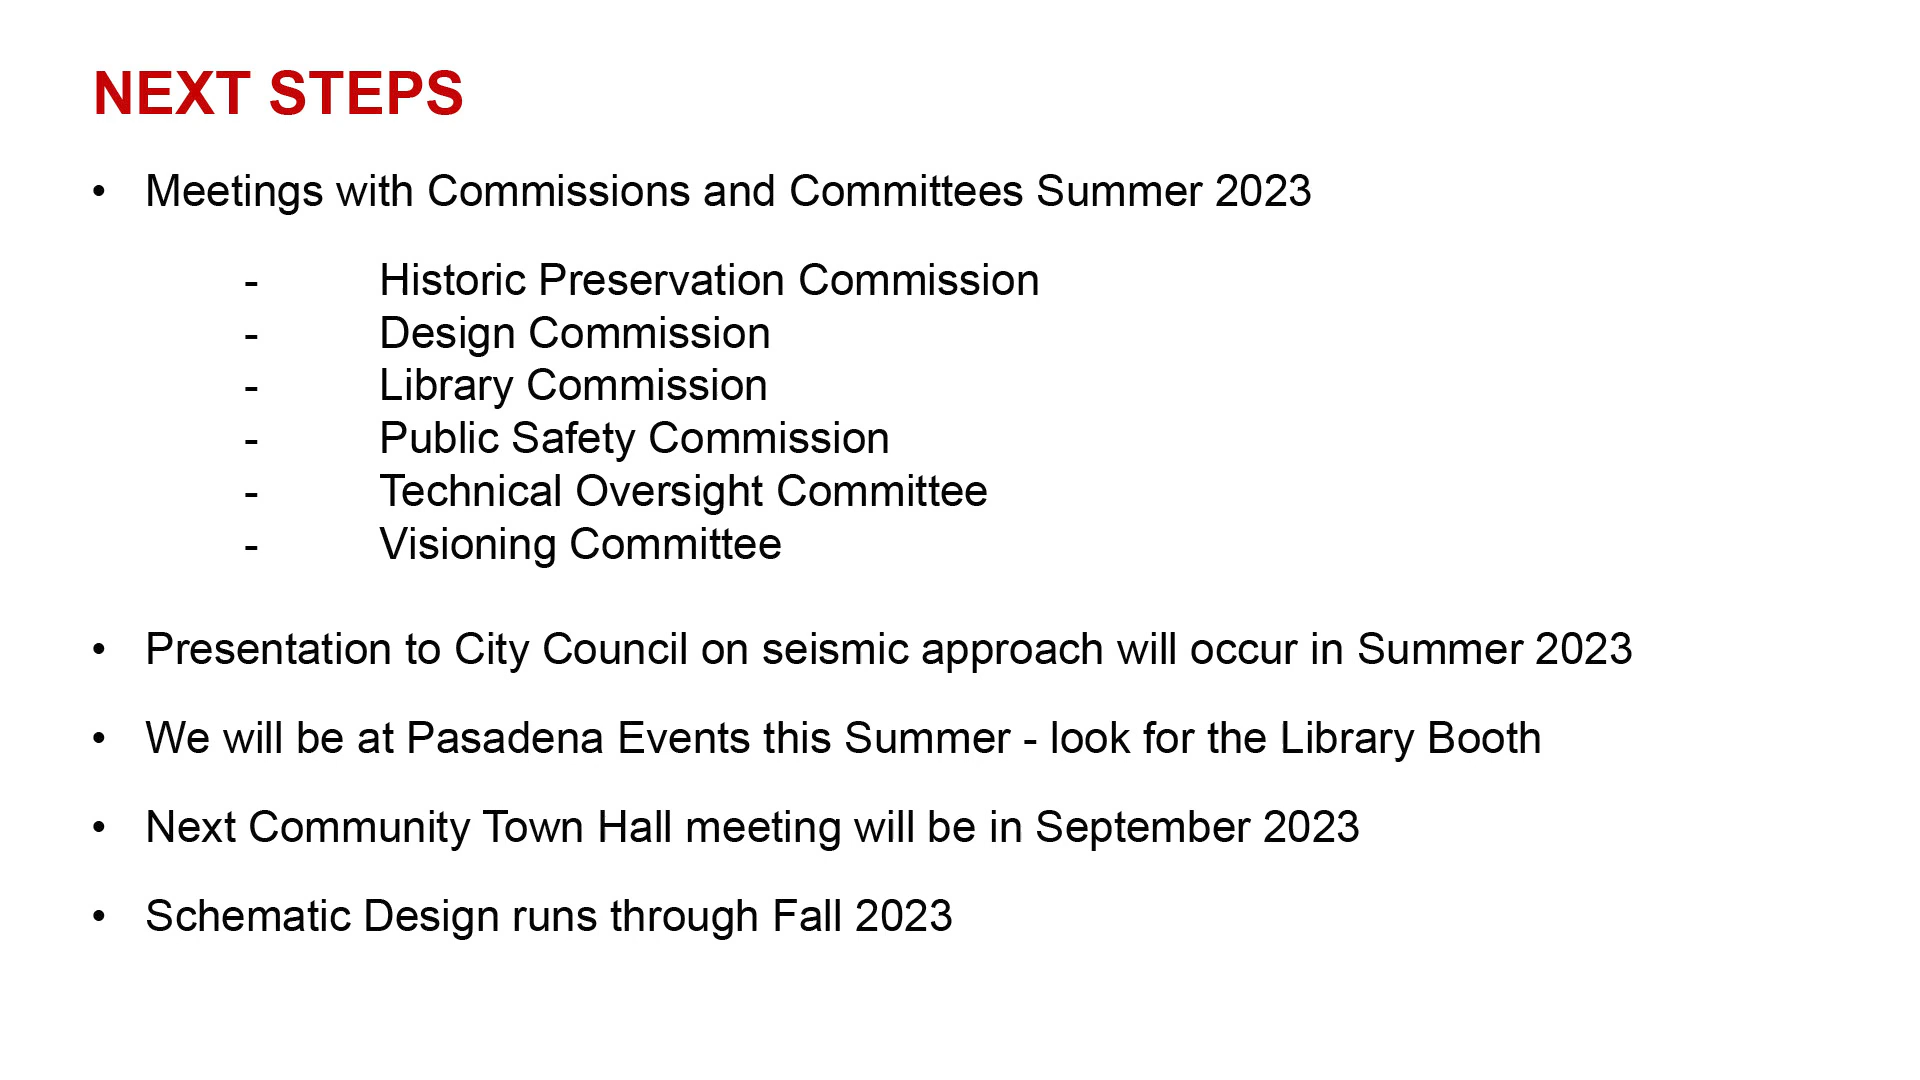 NEXT STEPS
• Meetings with Commissions and Committees Summer 2023
- Historic Preservation Commission
- Design Commission
- Library Commission
- Public Safety Commission
- Technical Oversight Committee
- Visioning Committee
• Presentation to City Council on seismic approach will occur in Summer 2023
• We will be at Pasadena Events this Summer - look for the Library Booth
• Next Community Town Hall meeting will be in September 2023
• Schematic Design runs through Fall 2023